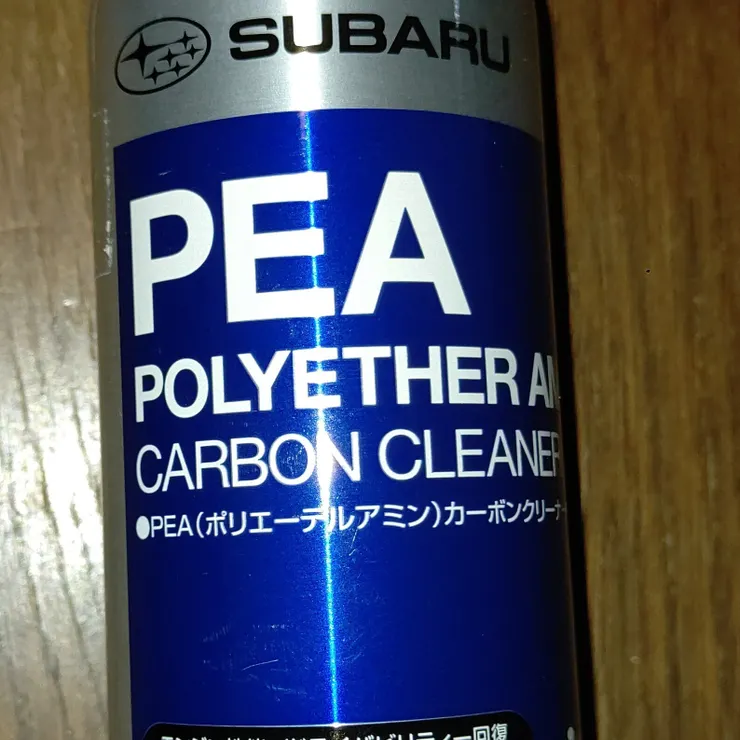 SUBARU
PEA
POLYETHER AM
CARBON CLEANER
●PEA(ポリエーテルアミン)カーボンクリーナー